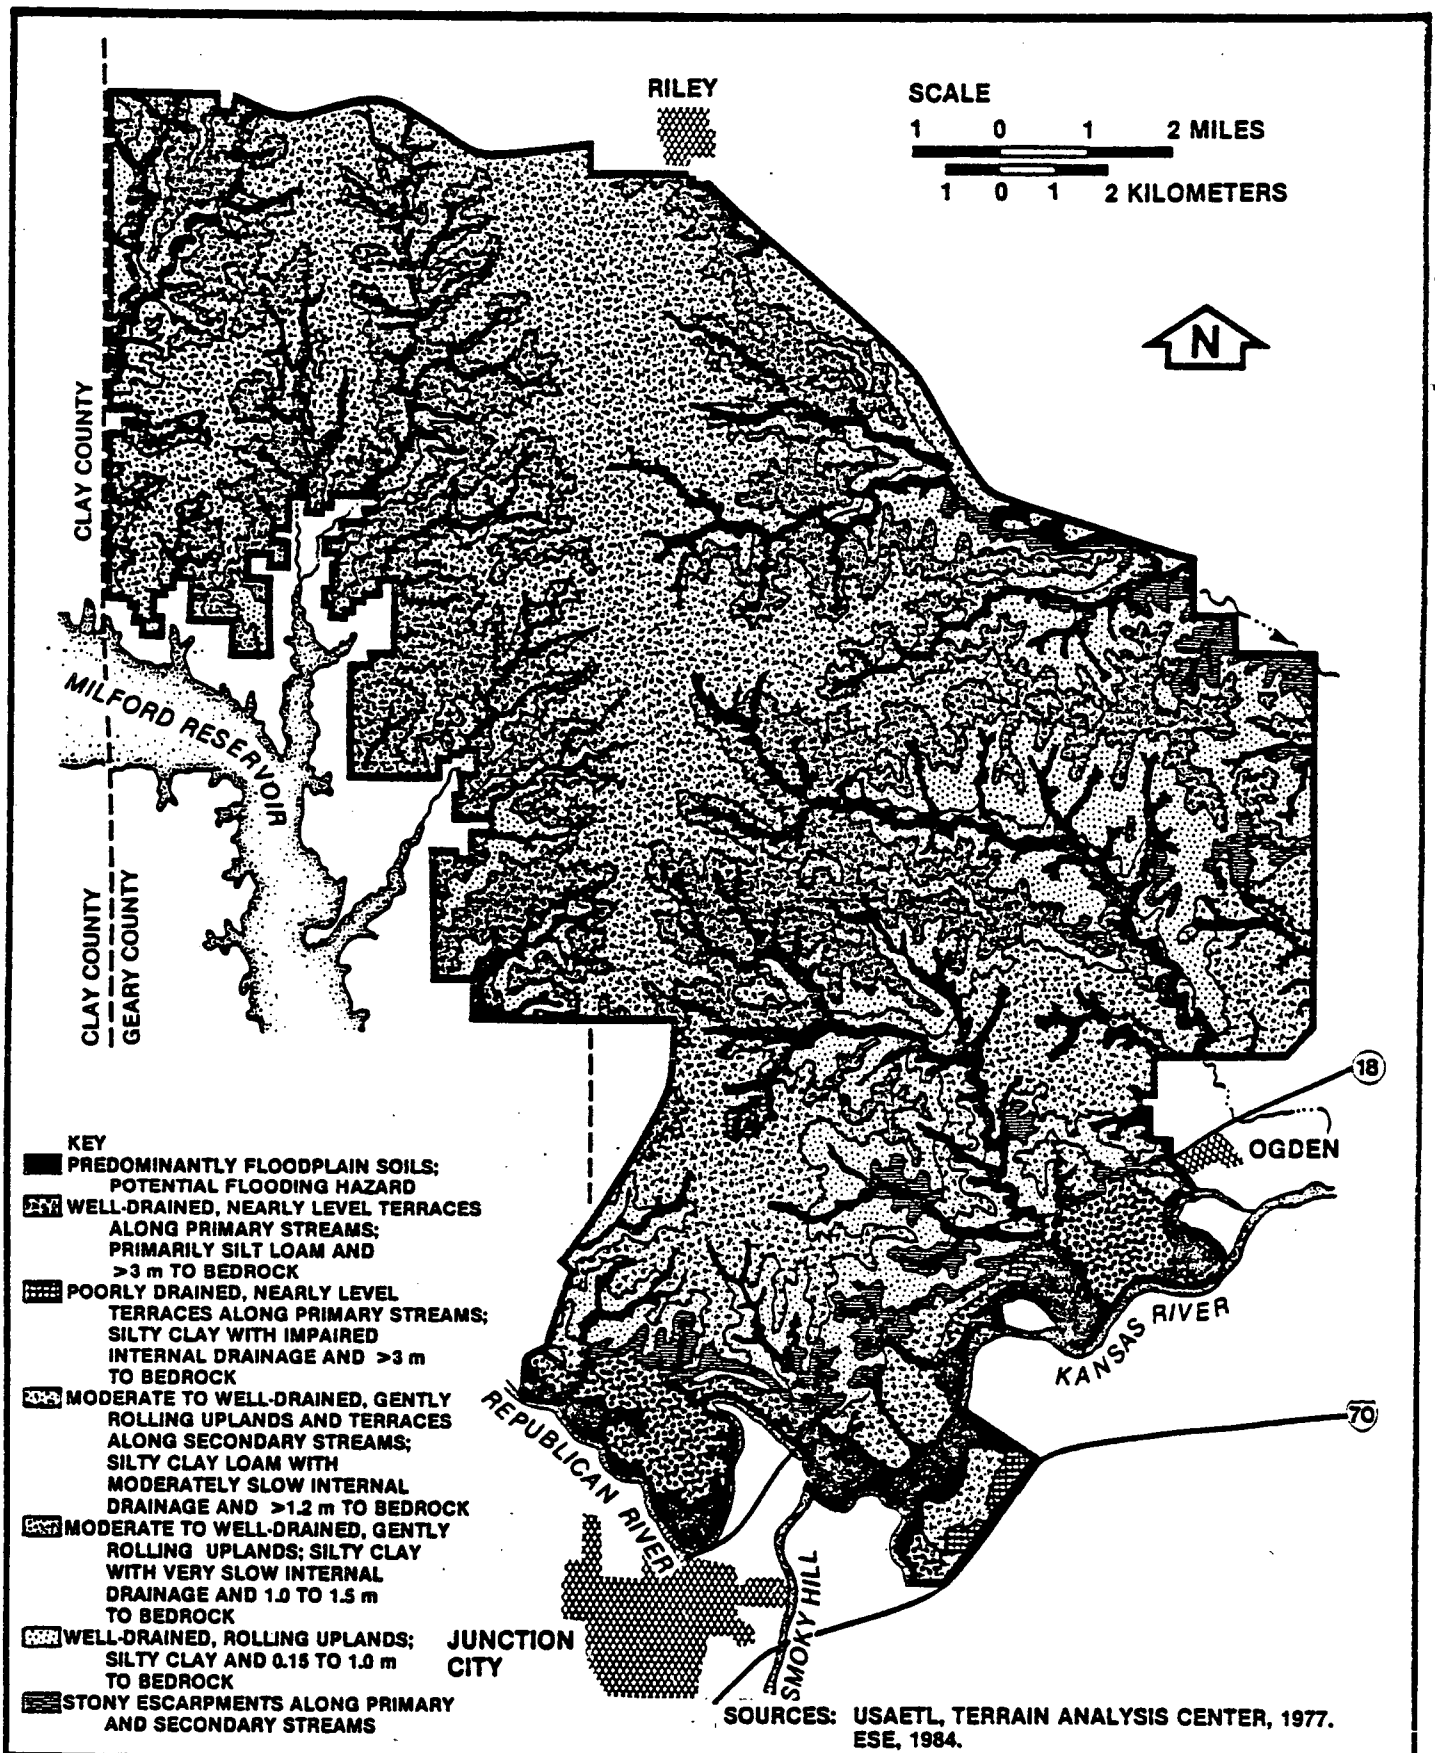 RILEY
SCALE
1 0 1 2 MILES
1 0 1 2 KILOMETERS
N
CLAY COUNTY
MILFORD RESERVOIR
CLAY COUNTY
GEARY COUNTY
18
OGDEN
KANSAS RIVER
70
REPUBLICAN RIVER
SMOKY HILL
JUNCTION
CITY
KEY
PREDOMINANTLY FLOODPLAIN SOILS;
POTENTIAL FLOODING HAZARD
WELL-DRAINED, NEARLY LEVEL TERRACES
ALONG PRIMARY STREAMS;
PRIMARILY SILT LOAM AND
>3 m TO BEDROCK
POORLY DRAINED, NEARLY LEVEL
TERRACES ALONG PRIMARY STREAMS;
SILTY CLAY WITH IMPAIRED
INTERNAL DRAINAGE AND >3 m
TO BEDROCK
MODERATE TO WELL-DRAINED, GENTLY
ROLLING UPLANDS AND TERRACES
ALONG SECONDARY STREAMS;
SILTY CLAY LOAM WITH
MODERATELY SLOW INTERNAL
DRAINAGE AND >1.2 m TO BEDROCK
MODERATE TO WELL-DRAINED, GENTLY
ROLLING UPLANDS; SILTY CLAY
WITH VERY SLOW INTERNAL
DRAINAGE AND 1.0 TO 1.5 m
TO BEDROCK
WELL-DRAINED, ROLLING UPLANDS;
SILTY CLAY AND 0.15 TO 1.0 m
TO BEDROCK
STONY ESCARPMENTS ALONG PRIMARY
AND SECONDARY STREAMS
SOURCES: USAETL, TERRAIN ANALYSIS CENTER, 1977.
ESE, 1984.